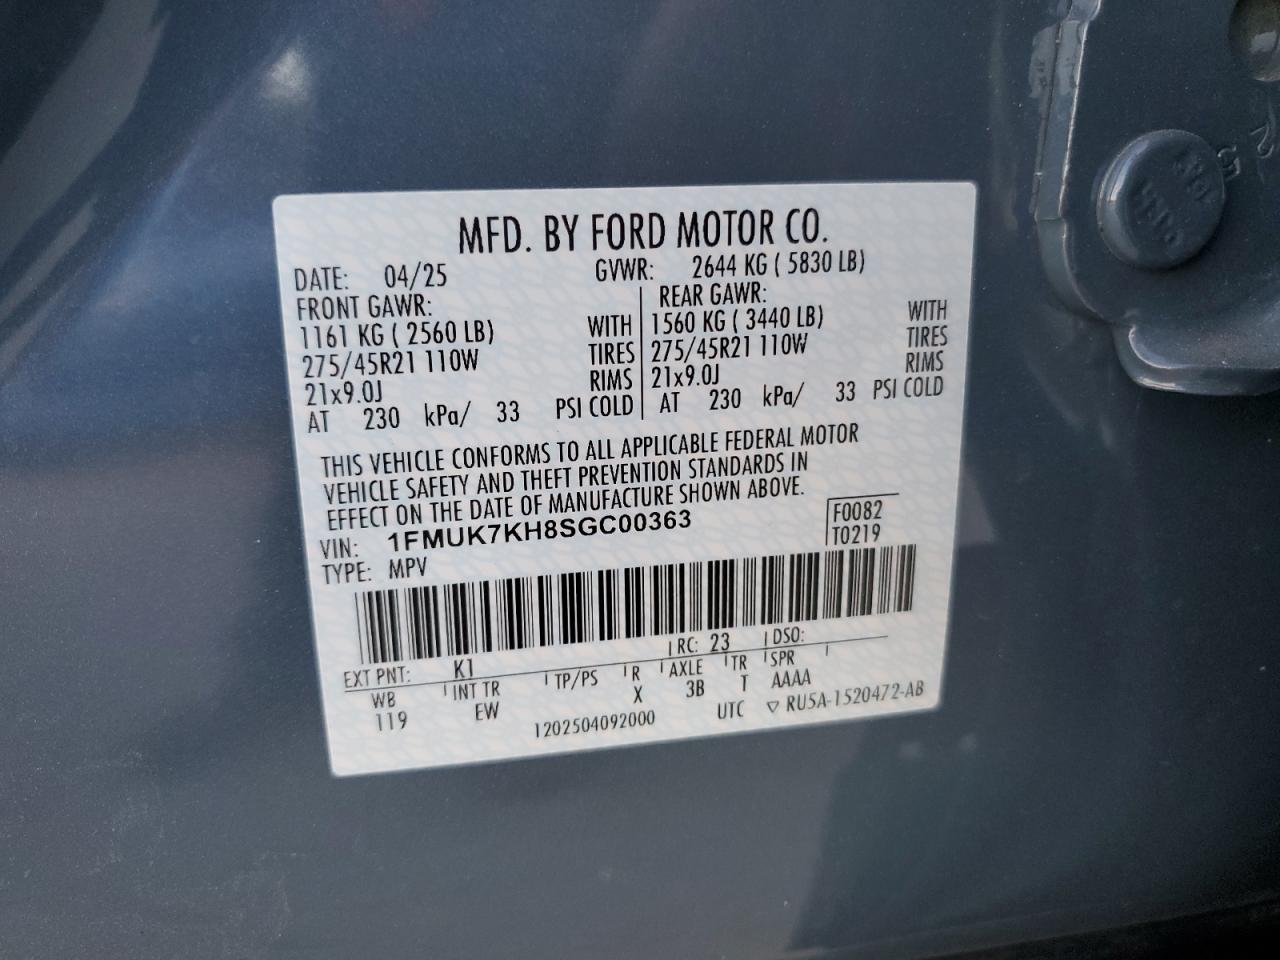 MFD. BY FORD MOTOR CO.
DATE: 04/25 GVWR: 2644 KG ( 5830 LB)
FRONT GAWR: REAR GAWR:
1161 KG ( 2560 LB) WITH 1560 KG ( 3440 LB) WITH
275/45R21 110W TIRES 275/45R21 110W TIRES
21x9.0J RIMS 21x9.0J RIMS
AT 230 kPa/ 33 PSI COLD AT 230 kPa/ 33 PSI COLD
THIS VEHICLE CONFORMS TO ALL APPLICABLE FEDERAL MOTOR
VEHICLE SAFETY AND THEFT PREVENTION STANDARDS IN
EFFECT ON THE DATE OF MANUFACTURE SHOWN ABOVE.
VIN: 1FMUK7KH8SGC00363 F0082
TYPE: MPV T0219
EXT PNT: K1 RC: 23 DSO:
WB INT TR TP/PS R AXLE TR SPR
119 EW X 3B T AAAA
1202504092000 UTC ▽ RU5A-1520472-AB